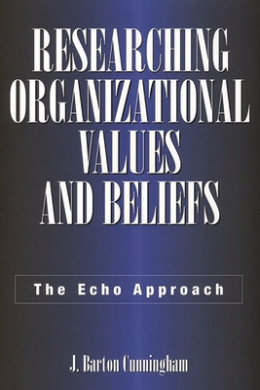 RESEARCHING
ORGANIZATIONAL
VALUES
AND BELIEFS
The Echo Approach
J. Barton Cunningham